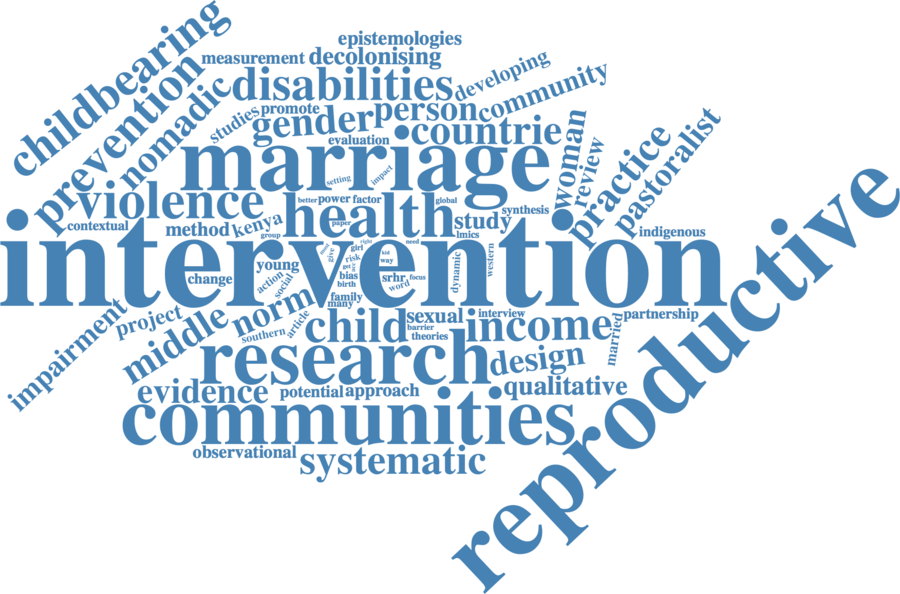 childbearing
epistemologies
measurement
decolonising
prevention
nomadic
disabilities
developing
studies
promote
gender
person
community
evaluation
countrie
marriage
woman
review
practice
pastoralist
setting
impact
violence
better
power
factor
global
health
paper
study
synthesis
contextual
method
kenya
group
lmics
indigenous
reproductive
intervention
right
need
girl
kid
give
way
risk
get
young
change
action
social
bias
birth
srhr
focus
word
dynamic
western
impairment
project
middle
norm
family
many
southern
article
child
sexual
barrier
theories
interview
income
married
partnership
research
design
evidence
potential
approach
qualitative
communities
observational
systematic